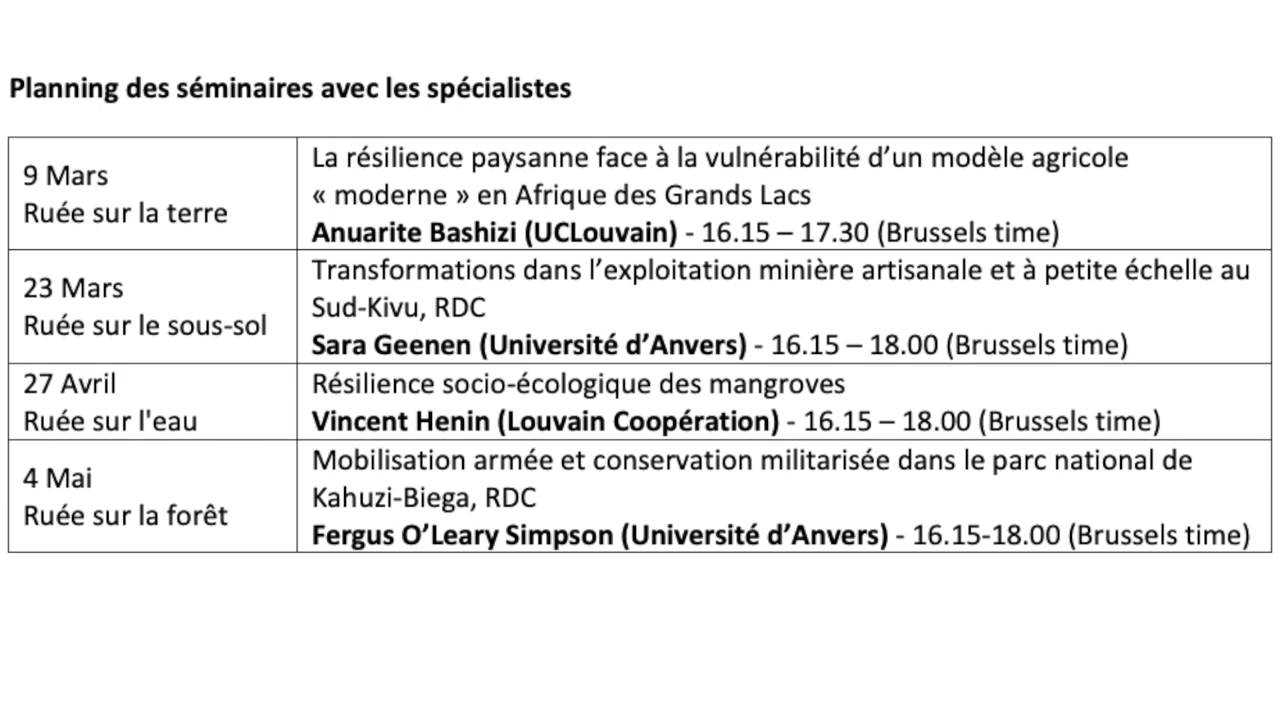 Planning des séminaires avec les spécialistes
9 Mars
Ruée sur la terre
La résilience paysanne face à la vulnérabilité d’un modèle agricole
« moderne » en Afrique des Grands Lacs
Anuarite Bashizi (UCLouvain) - 16.15 – 17.30 (Brussels time)
23 Mars
Ruée sur le sous-sol
Transformations dans l’exploitation minière artisanale et à petite échelle au
Sud-Kivu, RDC
Sara Geenen (Université d’Anvers) - 16.15 – 18.00 (Brussels time)
27 Avril
Ruée sur l'eau
Résilience socio-écologique des mangroves
Vincent Henin (Louvain Coopération) - 16.15 – 18.00 (Brussels time)
4 Mai
Ruée sur la forêt
Mobilisation armée et conservation militarisée dans le parc national de
Kahuzi-Biega, RDC
Fergus O’Leary Simpson (Université d’Anvers) - 16.15-18.00 (Brussels time)